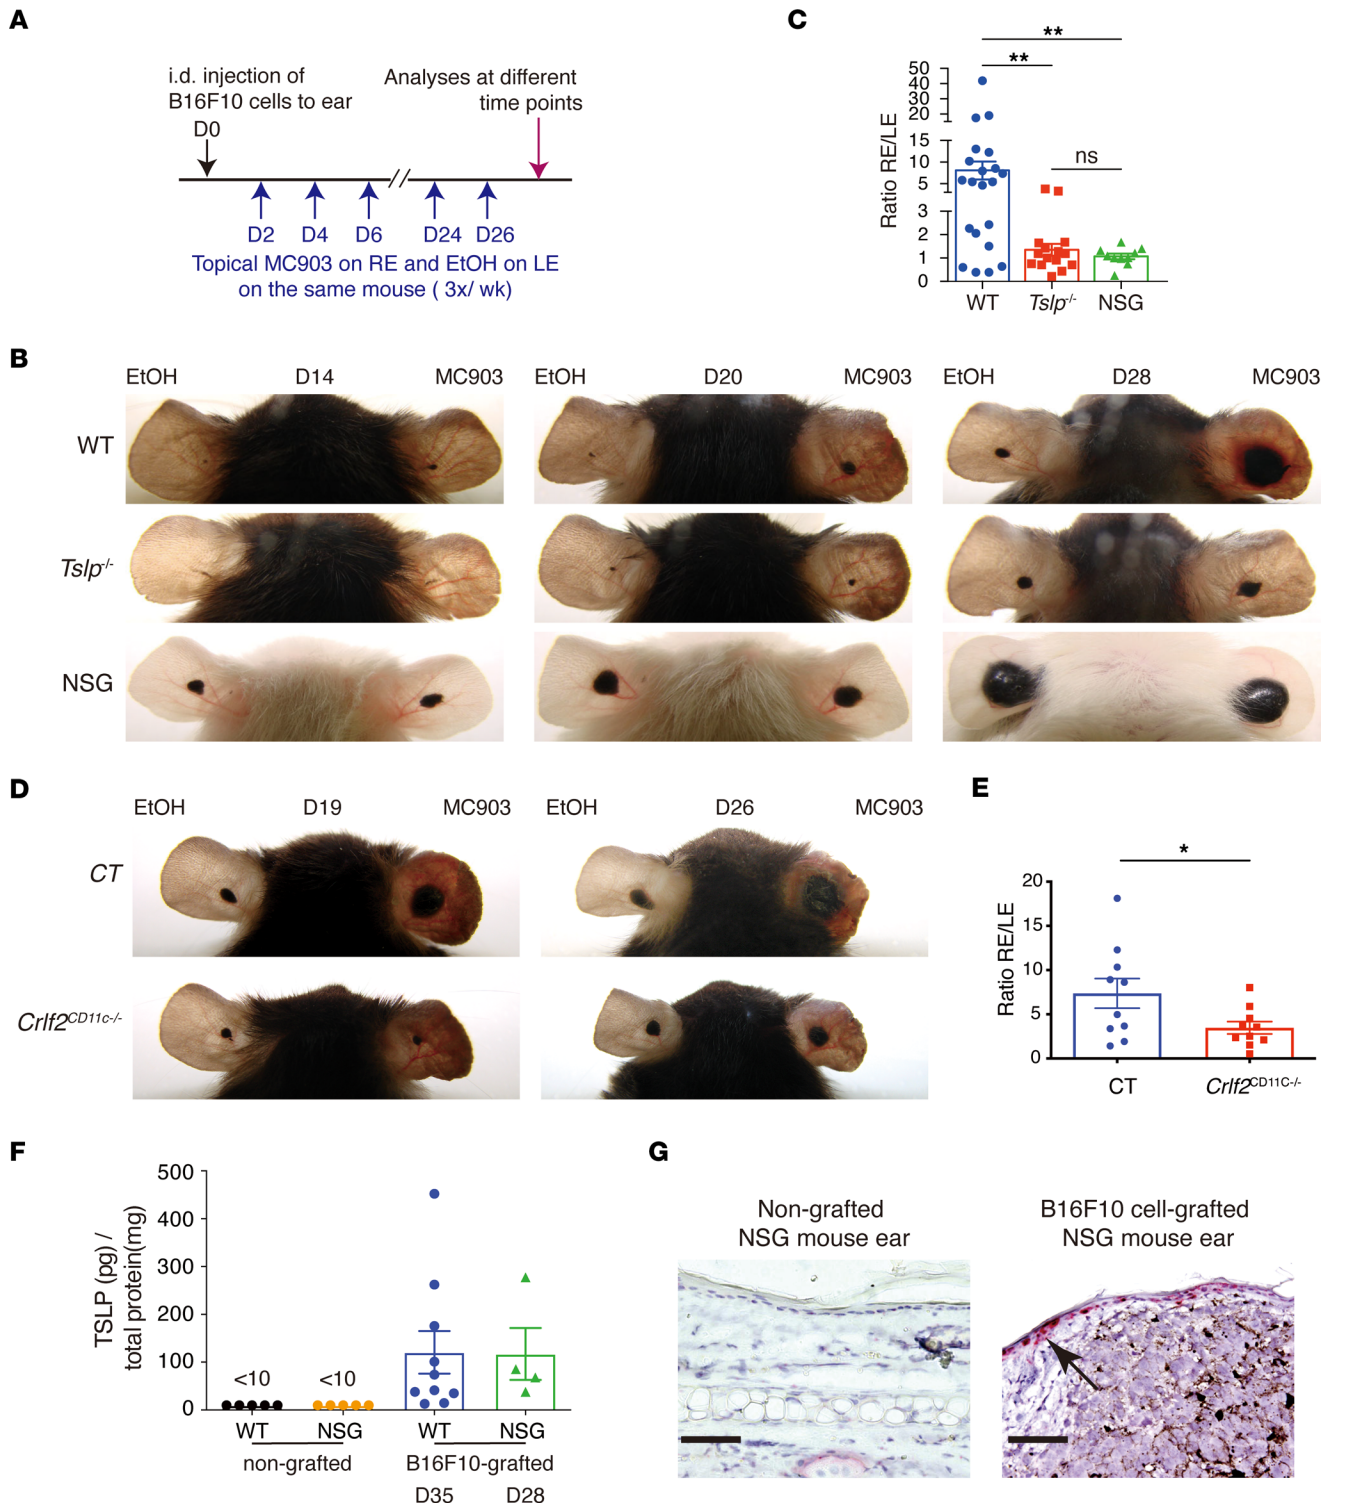 A
i.d. injection of
B16F10 cells to ear
D0
Analyses at different
time points
D2 D4 D6 D24 D26
Topical MC903 on RE and EtOH on LE
on the same mouse ( 3x/ wk)
C
**
**
ns
Ratio RE/LE
50
40
30
20
15
10
5
3
2
1
0
WT Tslp-/- NSG
B
EtOH D14 MC903 EtOH D20 MC903 EtOH D28 MC903
WT
Tslp-/-
NSG
D
EtOH D19 MC903 EtOH D26 MC903
CT
Crlf2CD11c-/-
E
*
Ratio RE/LE
20
15
10
5
0
CT Crlf2CD11C-/-
F
TSLP (pg) /
total protein(mg)
500
400
300
200
100
0
<10 <10
WT NSG WT NSG
non-grafted B16F10-grafted
D35 D28
G
Non-grafted
NSG mouse ear
B16F10 cell-grafted
NSG mouse ear